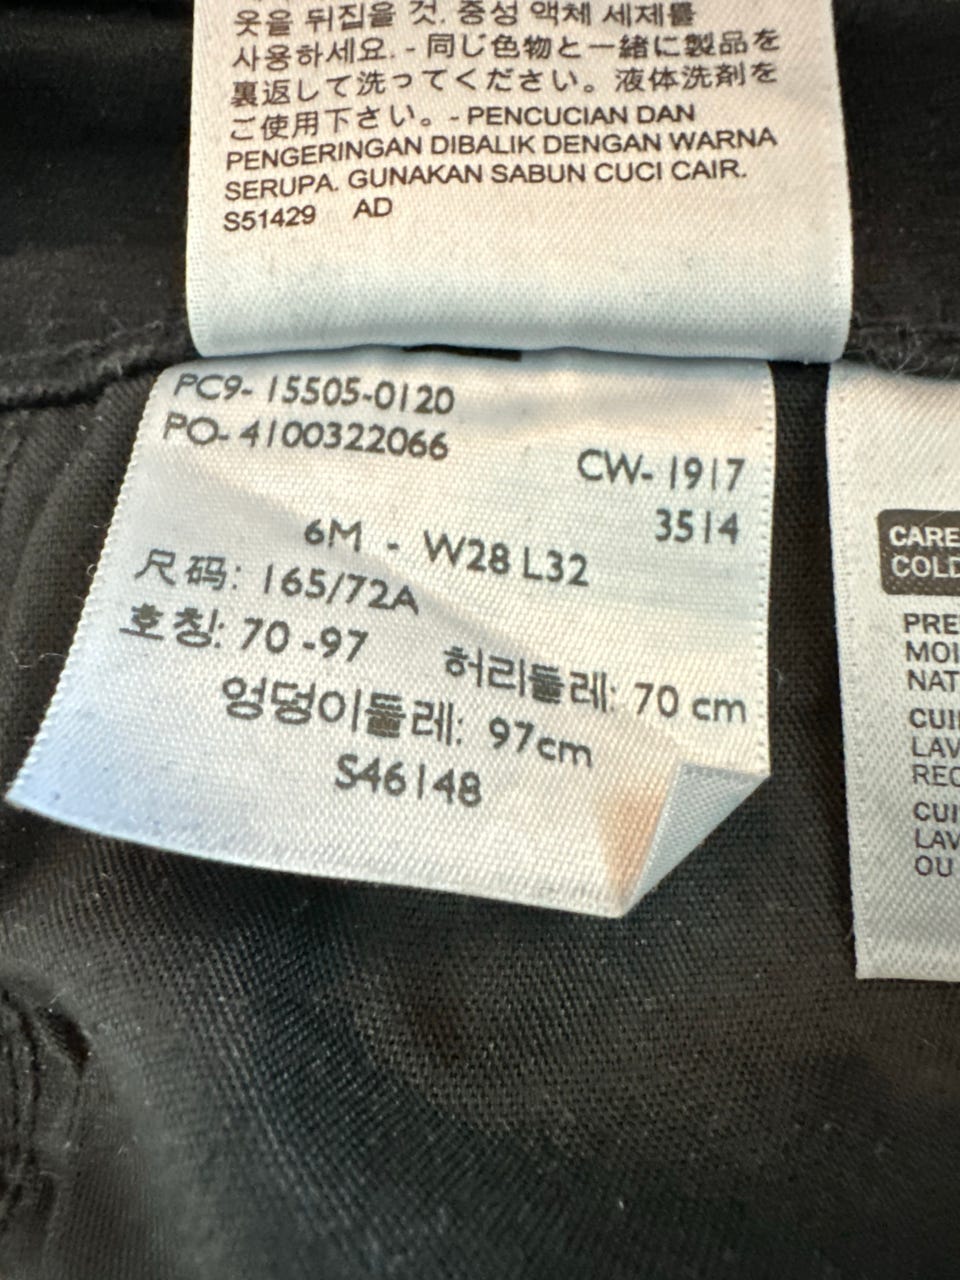 옷을 뒤집을 것. 중성 액체 세제를
사용하세요. - 同じ色物と一緒に製品を
裏返して洗ってください。液体洗剤を
ご使用下さい。- PENCUCIAN DAN
PENGERINGAN DIBALIK DENGAN WARNA
SERUPA. GUNAKAN SABUN CUCI CAIR.
S51429 AD
PC9- 15505-0120
PO- 4100322066
CW- 1917
3514
6M - W28 L32
尺码: 165/72A
호칭: 70 -97 허리둘레: 70 cm
엉덩이둘레: 97cm
S46148
CARE
COLD
PRE
MOI
NAT
CUI
LAV
REC
CUI
LAV
OU